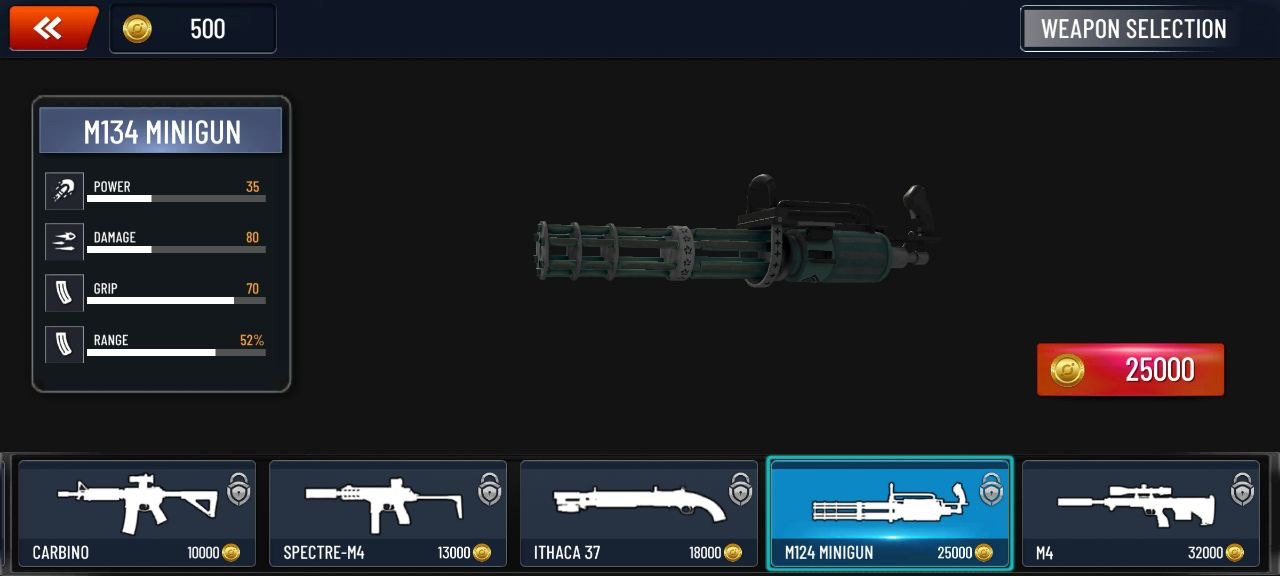 500
WEAPON SELECTION
M134 MINIGUN
POWER 35
DAMAGE 80
GRIP 70
RANGE 52%
25000
CARBINO 10000
SPECTRE-M4 13000
ITHACA 37 18000
M124 MINIGUN 25000
M4 32000